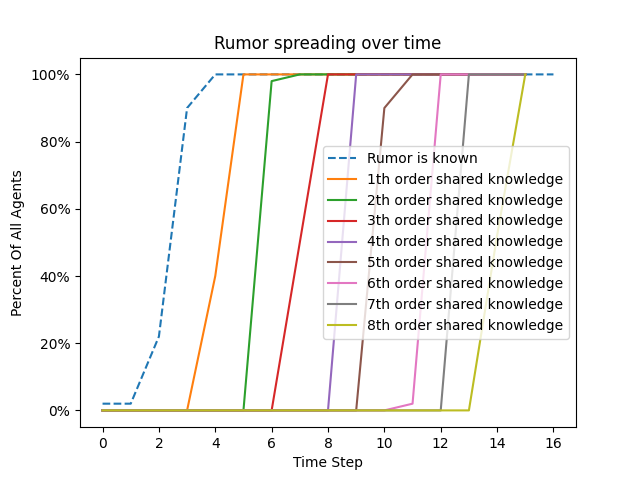 Rumor spreading over time
Percent Of All Agents
100%
80%
60%
40%
20%
0%
Rumor is known
1th order shared knowledge
2th order shared knowledge
3th order shared knowledge
4th order shared knowledge
5th order shared knowledge
6th order shared knowledge
7th order shared knowledge
8th order shared knowledge
0 2 4 6 8 10 12 14 16
Time Step